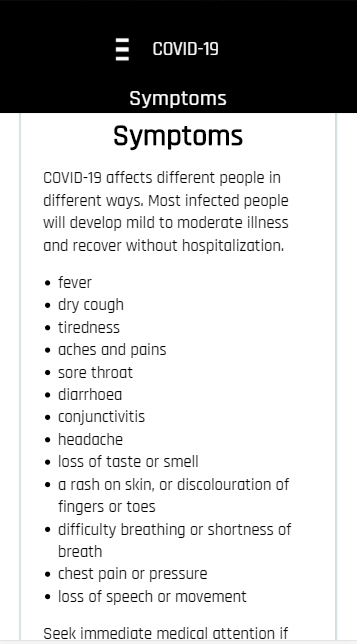 COVID-19
Symptoms
Symptoms
COVID-19 affects different people in
different ways. Most infected people
will develop mild to moderate illness
and recover without hospitalization.
• fever
• dry cough
• tiredness
• aches and pains
• sore throat
• diarrhoea
• conjunctivitis
• headache
• loss of taste or smell
• a rash on skin, or discolouration of
fingers or toes
• difficulty breathing or shortness of
breath
• chest pain or pressure
• loss of speech or movement
Seek immediate medical attention if